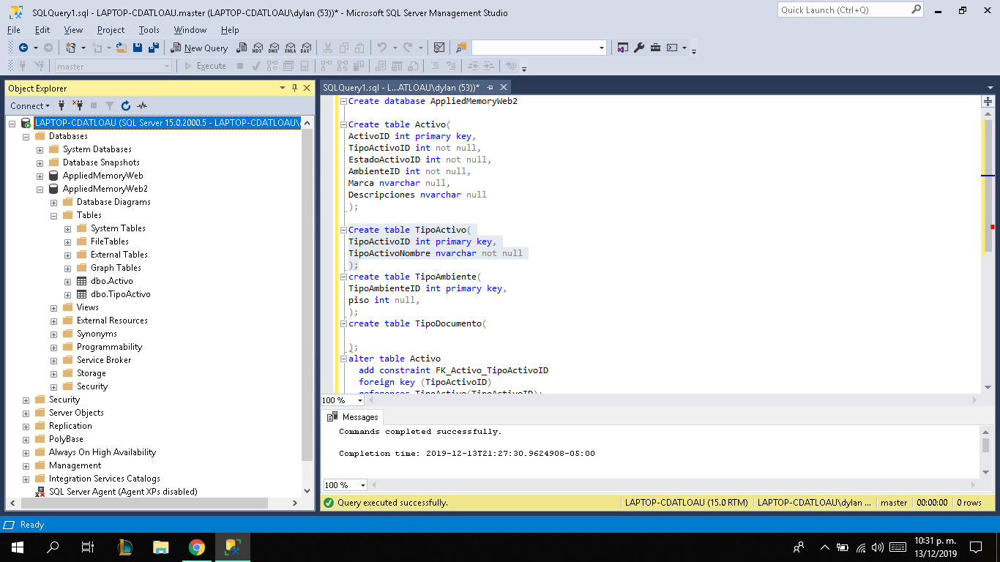 SQLQuery1.sql - LAPTOP-CDATLOAU.master (LAPTOP-CDATLOAU\dylan (53))* - Microsoft SQL Server Management Studio
Quick Launch (Ctrl+Q)
File Edit View Project Tools Window Help
New Query MDX DMX XMLA DAX
master Execute
Object Explorer
Connect
LAPTOP-CDATLOAU (SQL Server 15.0.2000.5 - LAPTOP-CDATLOAU\
Databases
System Databases
Database Snapshots
AppliedMemoryWeb
AppliedMemoryWeb2
Database Diagrams
Tables
System Tables
FileTables
External Tables
Graph Tables
dbo.Activo
dbo.TipoActivo
Views
External Resources
Synonyms
Programmability
Service Broker
Storage
Security
Security
Server Objects
Replication
PolyBase
Always On High Availability
Management
Integration Services Catalogs
SQL Server Agent (Agent XPs disabled)
SQLQuery1.sql - L...ATLOAU\dylan (53))*
Create database AppliedMemoryWeb2
Create table Activo(
ActivoID int primary key,
TipoActivoID int not null,
EstadoActivoID int not null,
AmbienteID int not null,
Marca nvarchar null,
Descripciones nvarchar null
);
Create table TipoActivo(
TipoActivoID int primary key,
TipoActivoNombre nvarchar not null
);
create table TipoAmbiente(
TipoAmbienteID int primary key,
piso int null,
);
create table TipoDocumento(
);
alter table Activo
add constraint FK_Activo_TipoActivoID
foreign key (TipoActivoID)
references TipoActivo(TipoActivoID);
100 %
Messages
Commands completed successfully.
Completion time: 2019-12-13T21:27:30.9624908-05:00
100 %
Query executed successfully. LAPTOP-CDATLOAU (15.0 RTM) LAPTOP-CDATLOAU\dylan ... master 00:00:00 0 rows
Ready
10:31 p. m.
13/12/2019